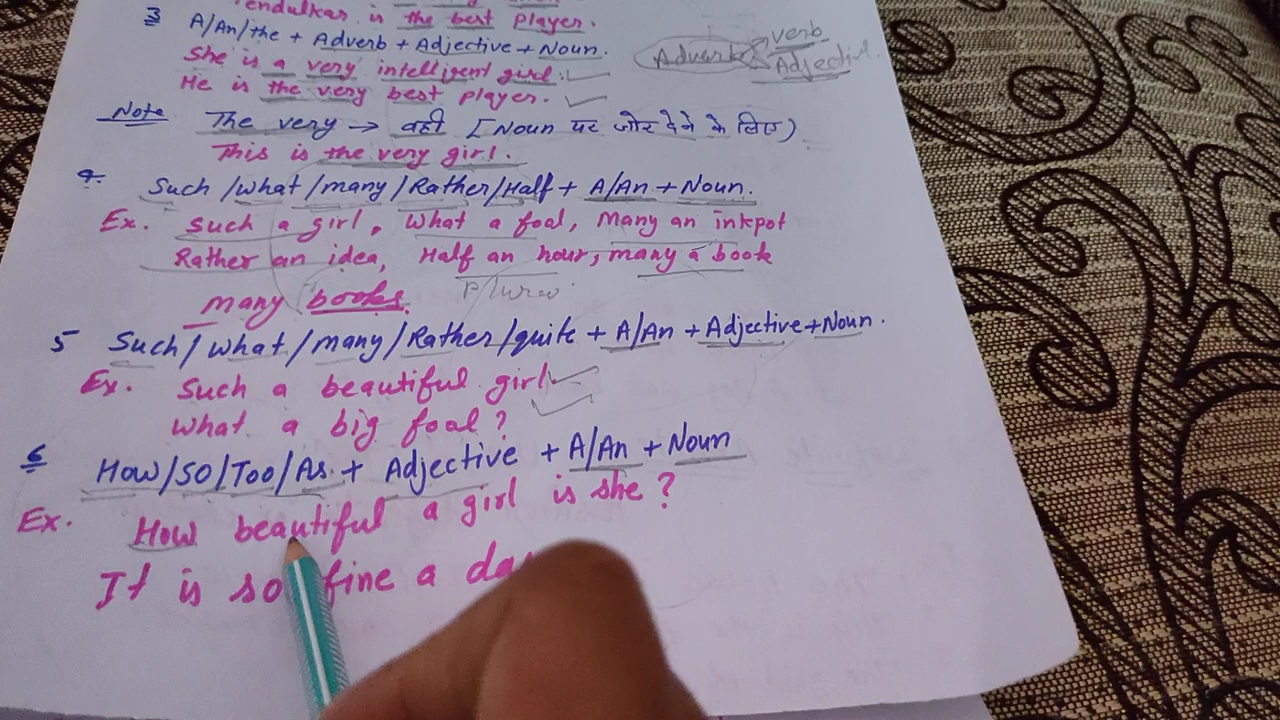 Tendulkar is the best player.
3 A/An/the + Adverb + Adjective + Noun.
She is a very intelligent girl.
He is the very best player.
Adverb verb
Adjective
Note The very → वही [Noun पर जोर देने के लिए)
This is the very girl.
4. Such /what /many / Rather /Half + A/An + Noun.
Ex. Such a girl, What a foal, Many an inkpot
Rather an idea, Half an hour, many a book
many books.
5 Such/ what /many/ Rather /quite + A/An + Adjective + Noun.
Ex. Such a beautiful girl
What a big foal?
6 How/SO/Too/As + Adjective + A/An + Noun
Ex. How beautiful a girl is she?
It is so fine a